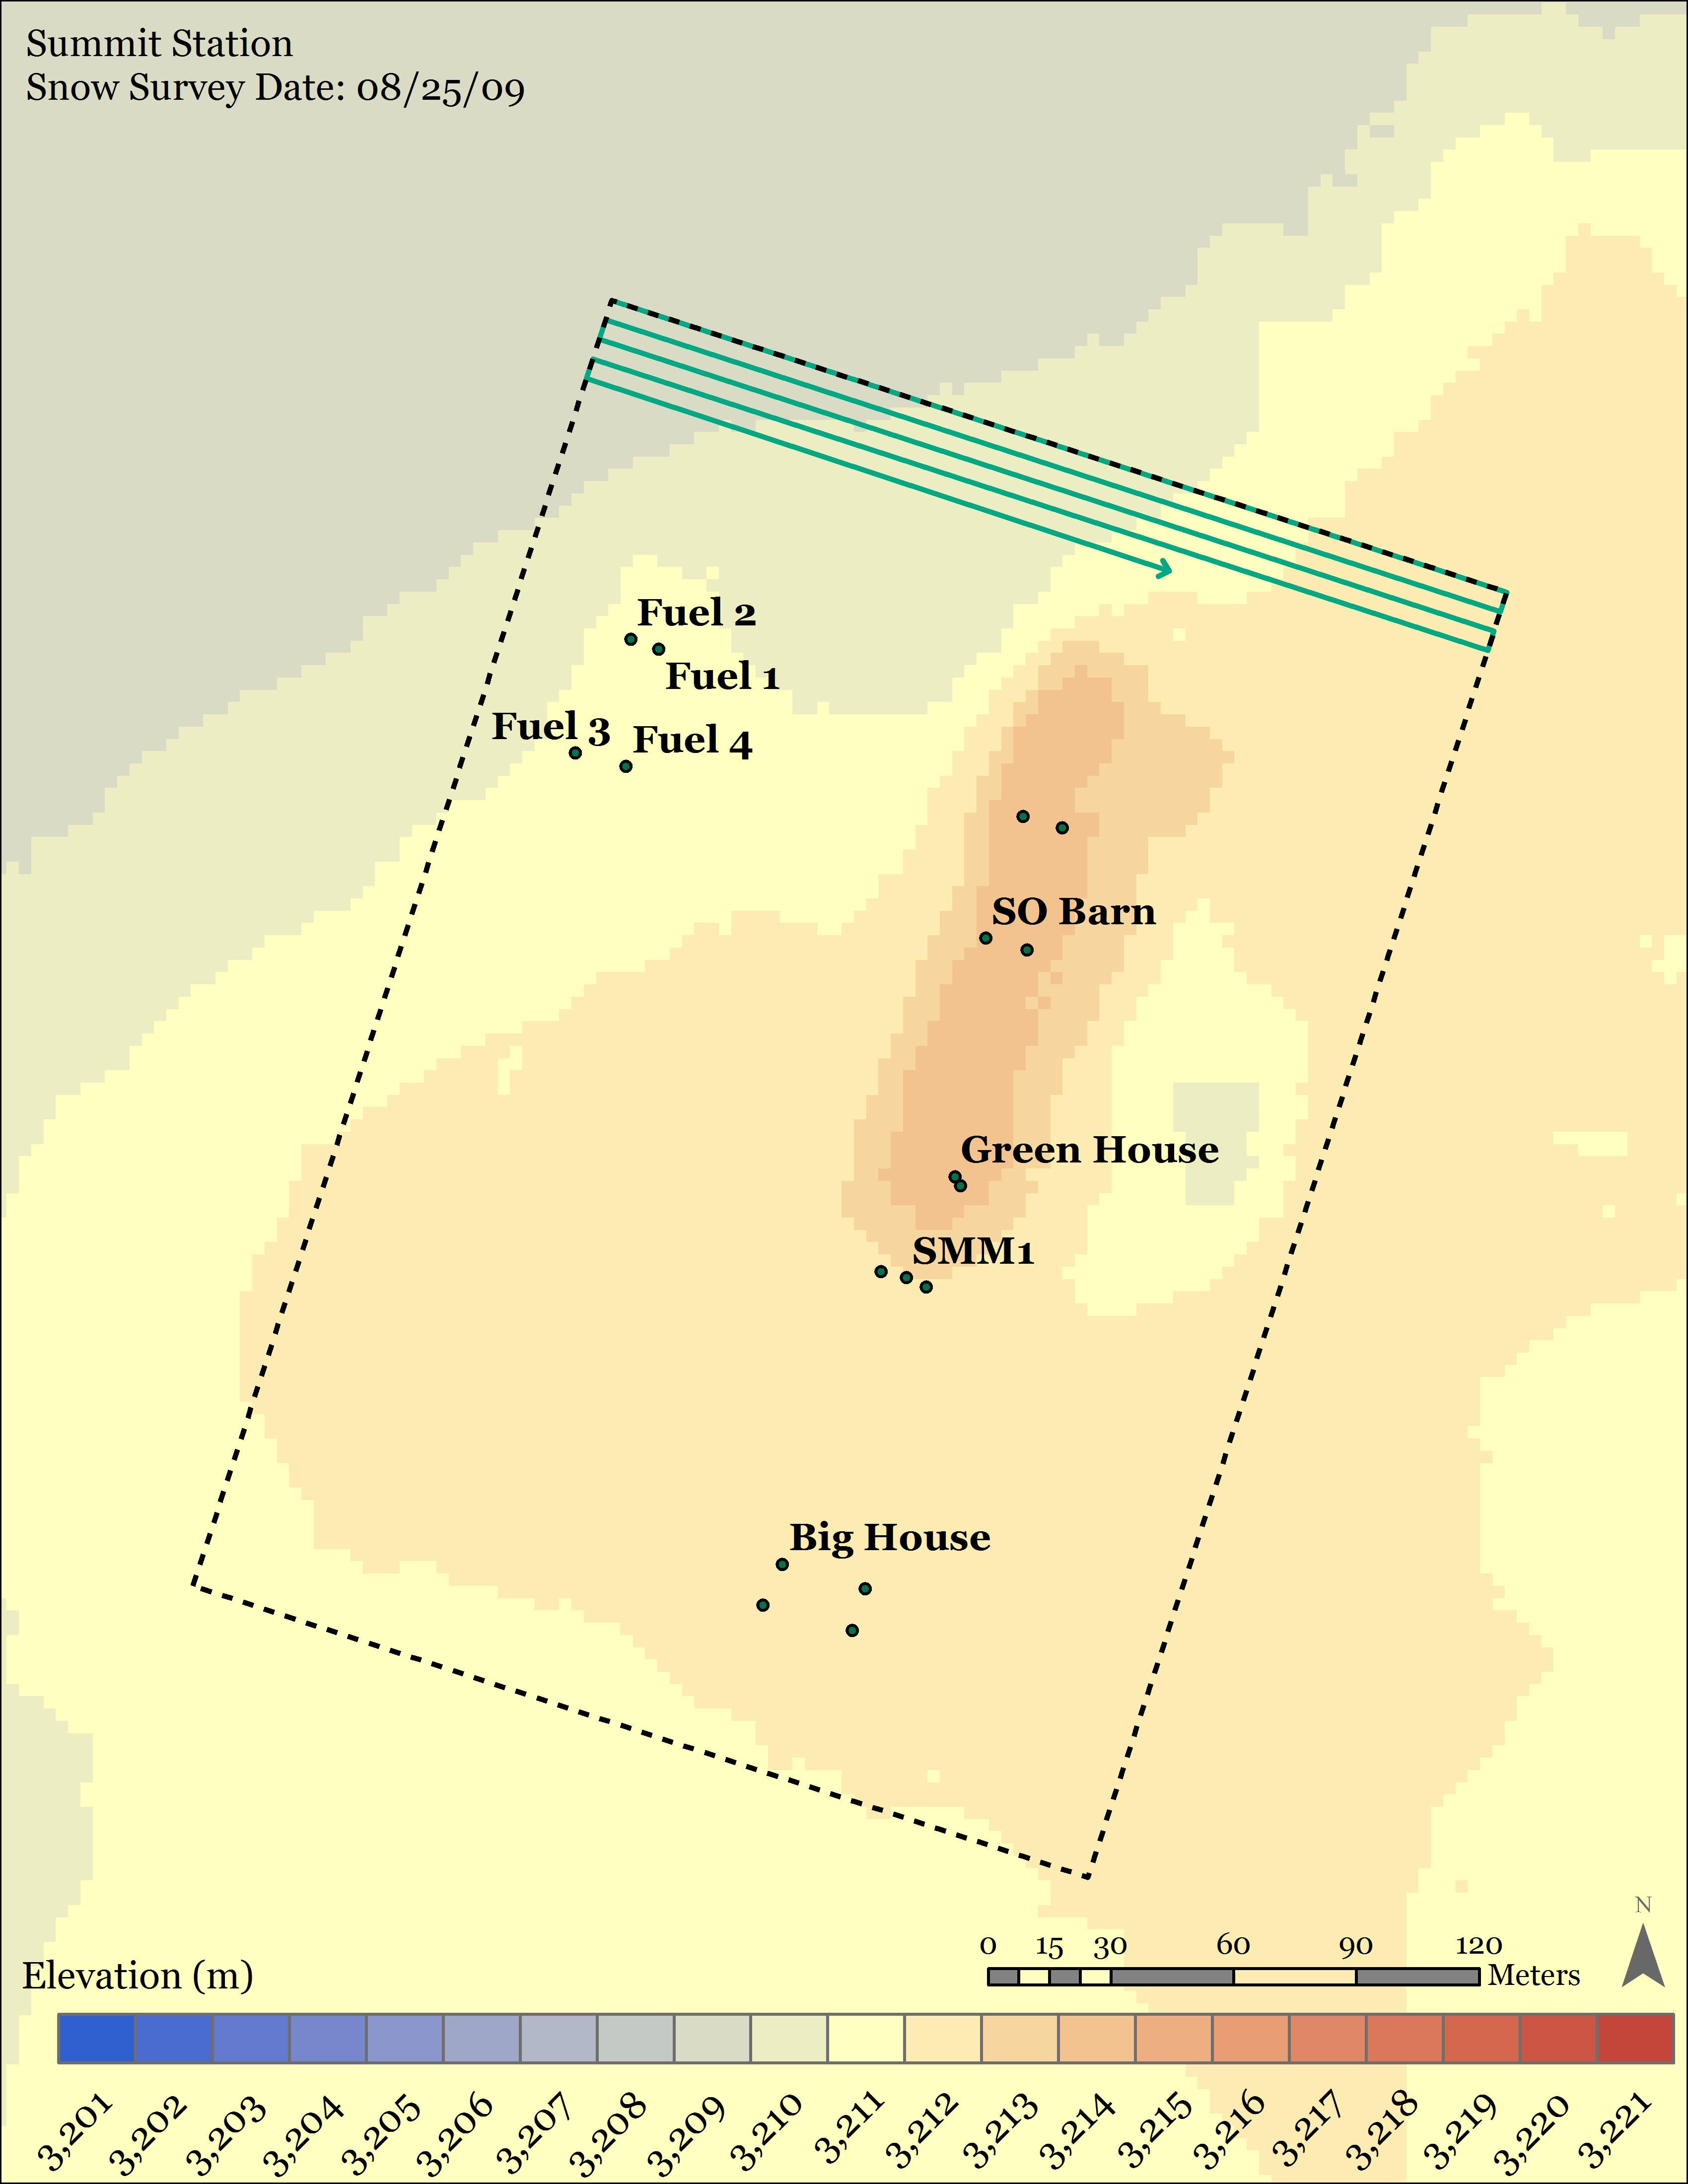 Summit Station
Snow Survey Date: 08/25/09
Fuel 2
Fuel 1
Fuel 3
Fuel 4
SO Barn
Green House
SMM1
Big House
N
0 15 30 60 90 120
Meters
Elevation (m)
3,201 3,202 3,203 3,204 3,205 3,206 3,207 3,208 3,209 3,210 3,211 3,212 3,213 3,214 3,215 3,216 3,217 3,218 3,219 3,220 3,221